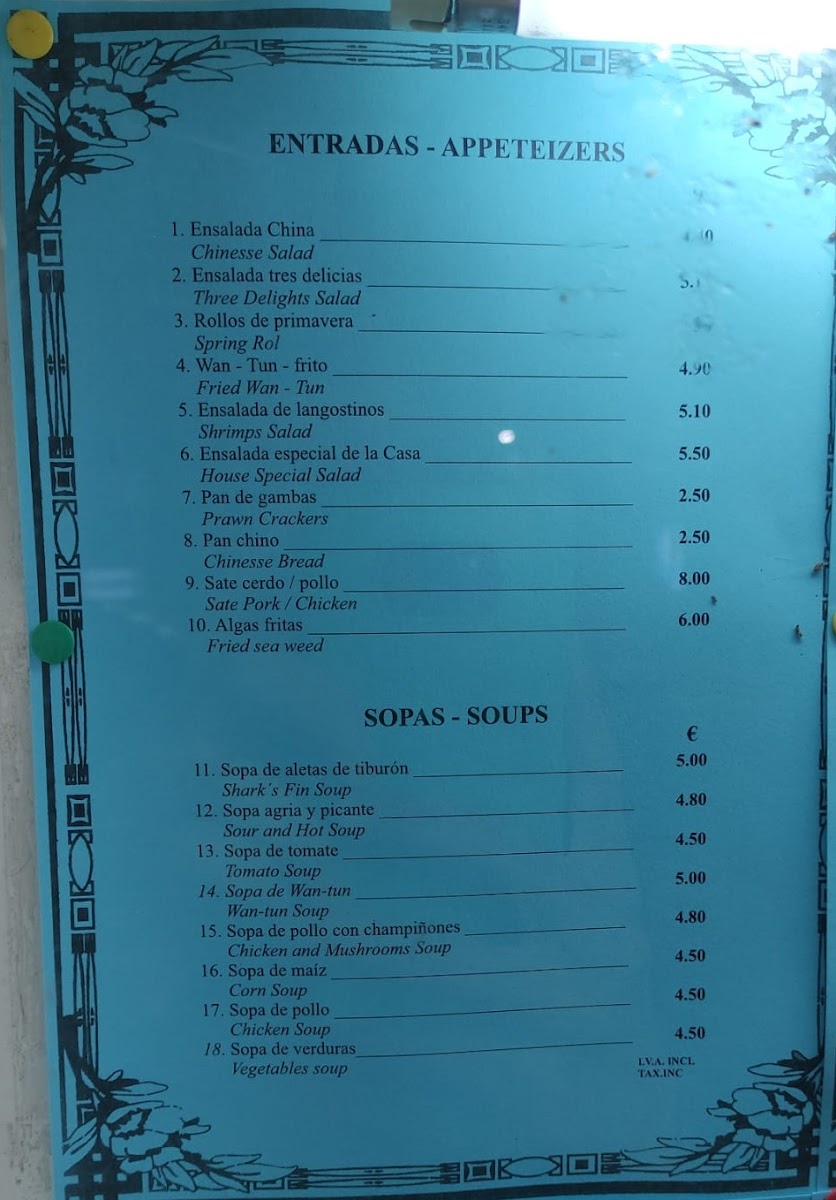 ENTRADAS - APPETEIZERS
1. Ensalada China
Chinesse Salad
2. Ensalada tres delicias
Three Delights Salad
3. Rollos de primavera
Spring Rol
4. Wan - Tun - frito 4.90
Fried Wan - Tun
5. Ensalada de langostinos 5.10
Shrimps Salad
6. Ensalada especial de la Casa 5.50
House Special Salad
7. Pan de gambas 2.50
Prawn Crackers
8. Pan chino 2.50
Chinesse Bread
9. Sate cerdo / pollo 8.00
Sate Pork / Chicken
10. Algas fritas 6.00
Fried sea weed
SOPAS - SOUPS
€
11. Sopa de aletas de tiburón 5.00
Shark´s Fin Soup
12. Sopa agria y picante 4.80
Sour and Hot Soup
13. Sopa de tomate 4.50
Tomato Soup
14. Sopa de Wan-tun 5.00
Wan-tun Soup
15. Sopa de pollo con champiñones 4.80
Chicken and Mushrooms Soup
16. Sopa de maíz 4.50
Corn Soup
17. Sopa de pollo 4.50
Chicken Soup
18. Sopa de verduras 4.50
Vegetables soup
I.V.A. INCL
TAX.INC